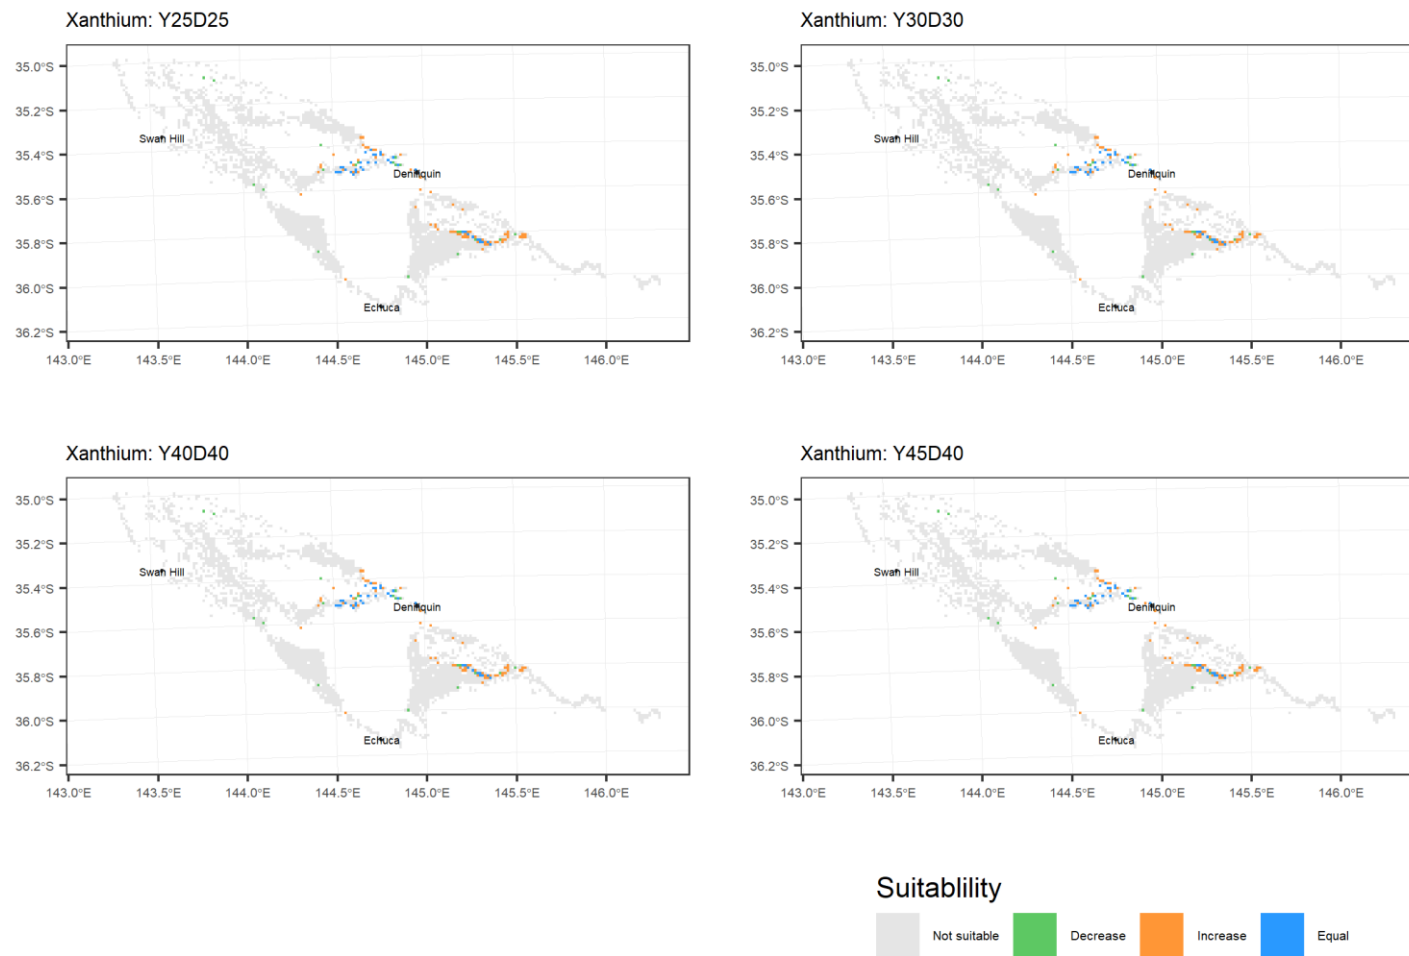 Xanthium: Y25D25
Xanthium: Y30D30
35.0°S
35.2°S
35.4°S
35.6°S
35.8°S
36.0°S
36.2°S
Swan Hill
Deniliquin
Echuca
143.0°E 143.5°E 144.0°E 144.5°E 145.0°E 145.5°E 146.0°E
35.0°S
35.2°S
35.4°S
35.6°S
35.8°S
36.0°S
36.2°S
Swan Hill
Deniliquin
Echuca
143.0°E 143.5°E 144.0°E 144.5°E 145.0°E 145.5°E 146.0°E
Xanthium: Y40D40
Xanthium: Y45D40
35.0°S
35.2°S
35.4°S
35.6°S
35.8°S
36.0°S
36.2°S
Swan Hill
Deniliquin
Echuca
143.0°E 143.5°E 144.0°E 144.5°E 145.0°E 145.5°E 146.0°E
35.0°S
35.2°S
35.4°S
35.6°S
35.8°S
36.0°S
36.2°S
Swan Hill
Deniliquin
Echuca
143.0°E 143.5°E 144.0°E 144.5°E 145.0°E 145.5°E 146.0°E
Suitablility
Not suitable Decrease Increase Equal